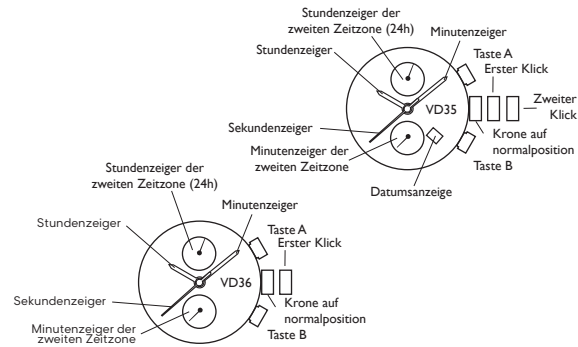 Stundenzeiger der
zweiten Zeitzone (24h)
Minutenzeiger
Stundenzeiger
Taste A
Erster Klick
Zweiter
Klick
VD35
Sekundenzeiger
Krone auf
normalposition
Minutenzeiger der
zweiten Zeitzone
Taste B
Datumsanzeige
Stundenzeiger der
zweiten Zeitzone (24h)
Minutenzeiger
Stundenzeiger
Taste A
Erster Klick
VD36
Sekundenzeiger
Krone auf
normalposition
Minutenzeiger der
zweiten Zeitzone
Taste B